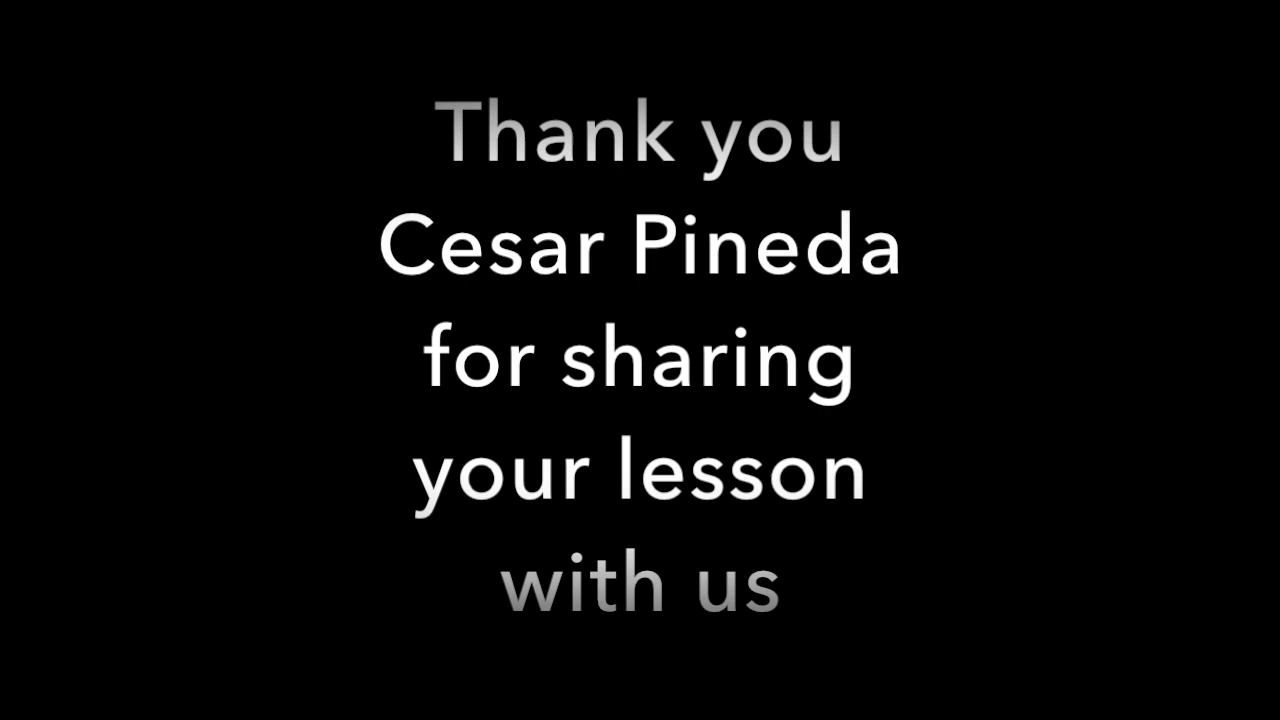 Thank you
Cesar Pineda
for sharing
your lesson
with us